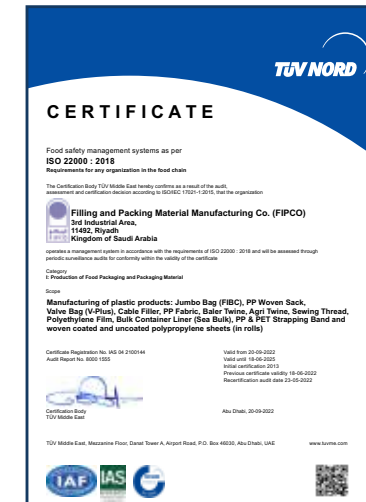 TÜV NORD
CERTIFICATE
Food safety management systems as per
ISO 22000 : 2018
Requirements for any organization in the food chain
The Certification Body TÜV Middle East hereby confirms as a result of the audit,
assessment and certification decision according to ISO/IEC 17021-1:2015, that the organization
Filling and Packing Material Manufacturing Co. (FIPCO)
3rd Industrial Area,
11492, Riyadh
Kingdom of Saudi Arabia
operates a management system in accordance with the requirements of ISO 22000 : 2018 and will be assessed through
periodic surveillance audits for conformity within the validity of the certificate
Category
I: Production of Food Packaging and Packaging Material
Scope
Manufacturing of plastic products: Jumbo Bag (FIBC), PP Woven Sack,
Valve Bag (V-Plus), Cable Filler, PP Fabric, Baler Twine, Agri Twine, Sewing Thread,
Polyethylene Film, Bulk Container Liner (Sea Bulk), PP & PET Strapping Band and
woven coated and uncoated polypropylene sheets (in rolls)
Certificate Registration No. IAS 04 2100144
Audit Report No. 8000 1555
Valid from 20-09-2022
Valid until 18-06-2025
Initial certification 2013
Previous certificate validity 18-06-2022
Recertification audit date 23-05-2022
Certification Body
TÜV Middle East
Abu Dhabi, 20-09-2022
TÜV Middle East, Mezzanine Floor, Danat Tower A, Airport Road, P.O. Box 46030, Abu Dhabi, UAE www.tuvme.com
IAF
IAS